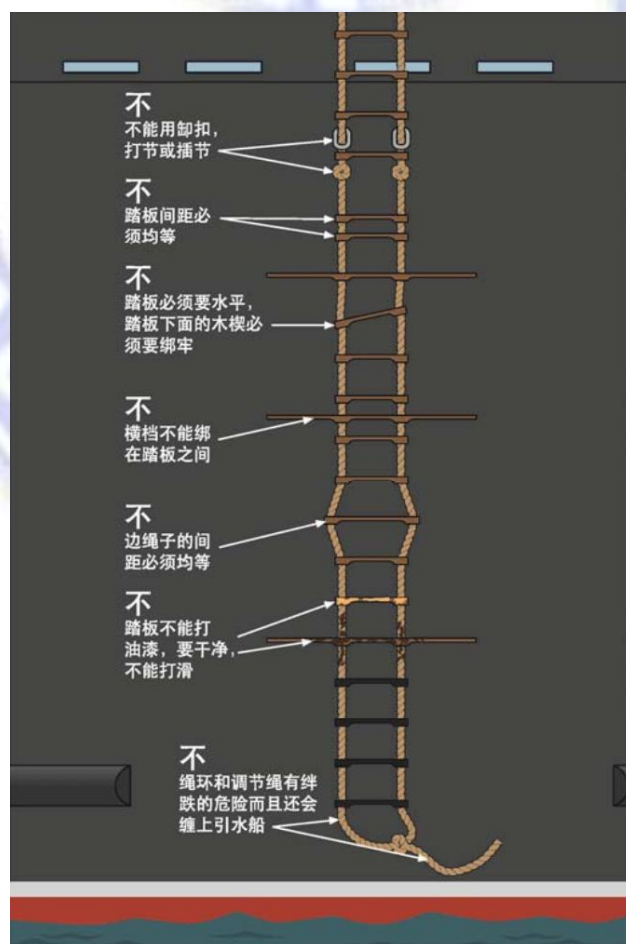 不
不能用卸扣，
打节或插节
不
踏板间距必
须均等
不
踏板必须要水平，
踏板下面的木楔必
须要绑牢
不
横档不能绑
在踏板之间
不
边绳子的间
距必须均等
不
踏板不能打
油漆，要干净，
不能打滑
不
绳环和调节绳有绊
跌的危险而且还会
缠上引水船